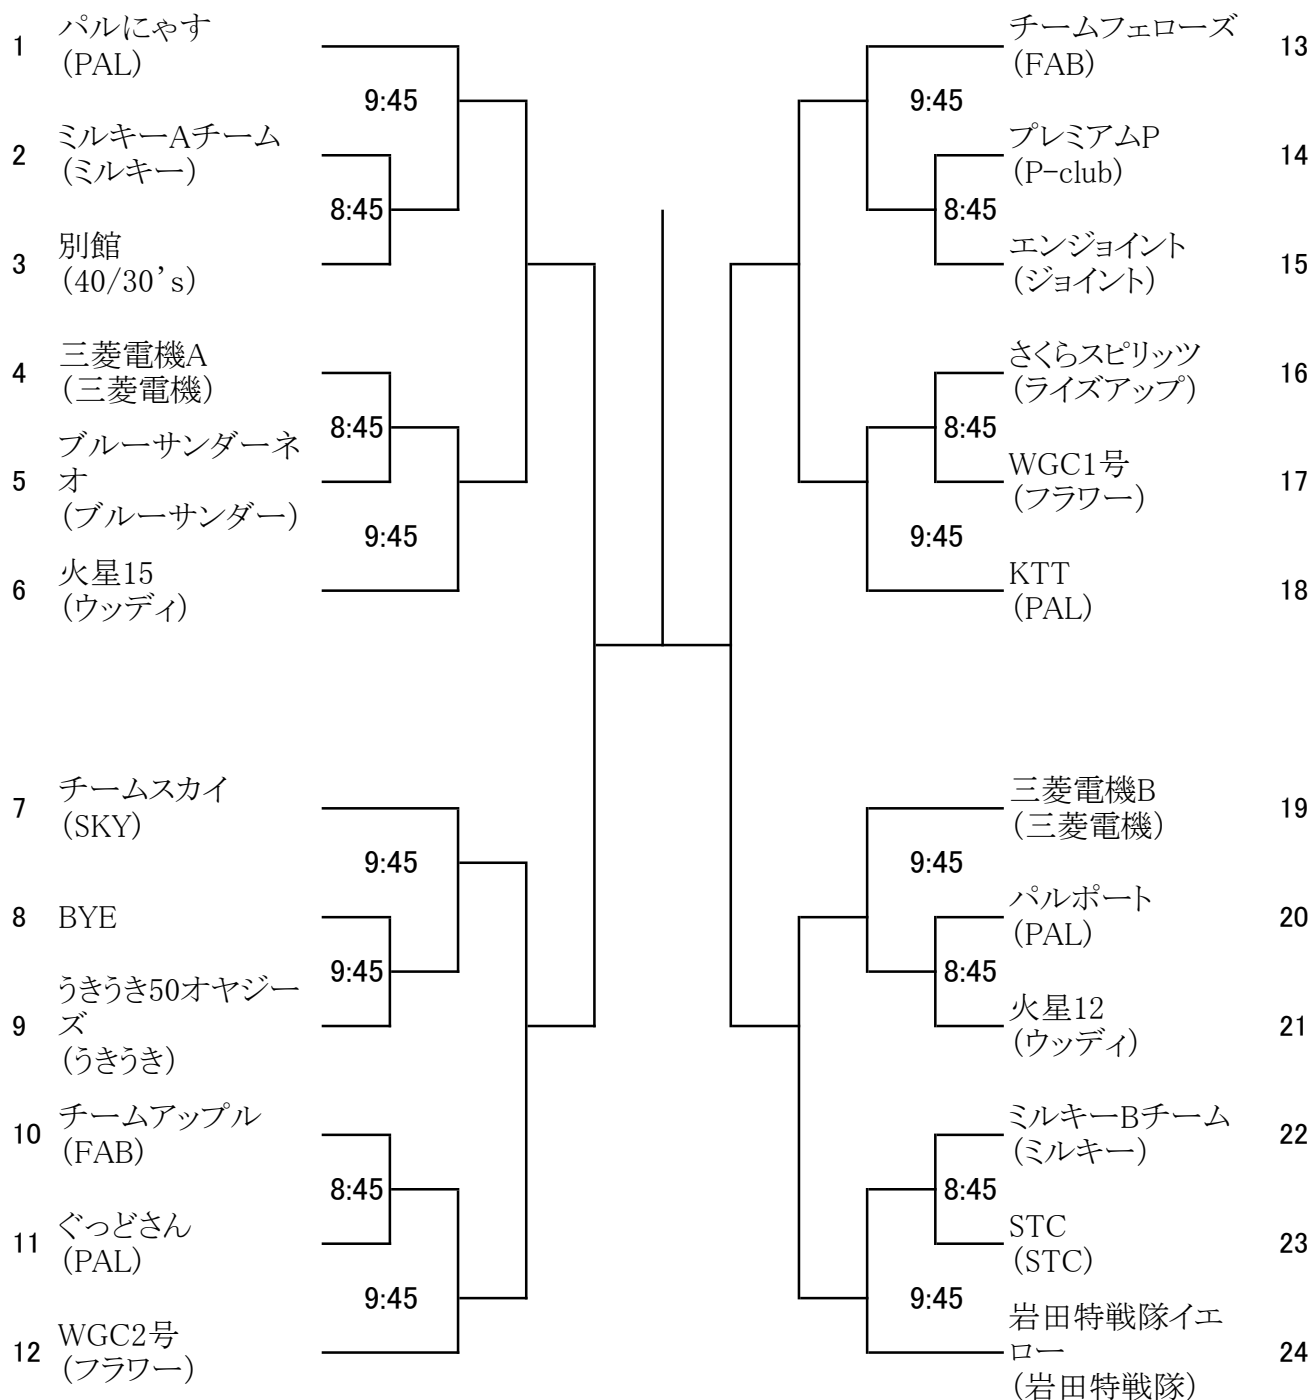 1
パルにゃす
(PAL)
9:45
2
ミルキーAチーム
(ミルキー)
8:45
3
別館
(40/30's)
4
三菱電機A
(三菱電機)
8:45
5
ブルーサンダーネ
オ
(ブルーサンダー)
9:45
6
火星15
(ウッディ)
7
チームスカイ
(SKY)
9:45
8
BYE
9:45
9
うきうき50オヤジー
ズ
(うきうき)
10
チームアップル
(FAB)
8:45
11
ぐっどさん
(PAL)
9:45
12
WGC2号
(フラワー)
チームフェローズ
(FAB)
13
9:45
プレミアムP
(P-club)
14
8:45
エンジョイント
(ジョイント)
15
さくらスピリッツ
(ライズアップ)
16
8:45
WGC1号
(フラワー)
17
9:45
KTT
(PAL)
18
三菱電機B
(三菱電機)
19
9:45
パルポート
(PAL)
20
8:45
火星12
(ウッディ)
21
ミルキーBチーム
(ミルキー)
22
8:45
STC
(STC)
23
9:45
岩田特戦隊イエ
ロー
(岩田特戦隊)
24